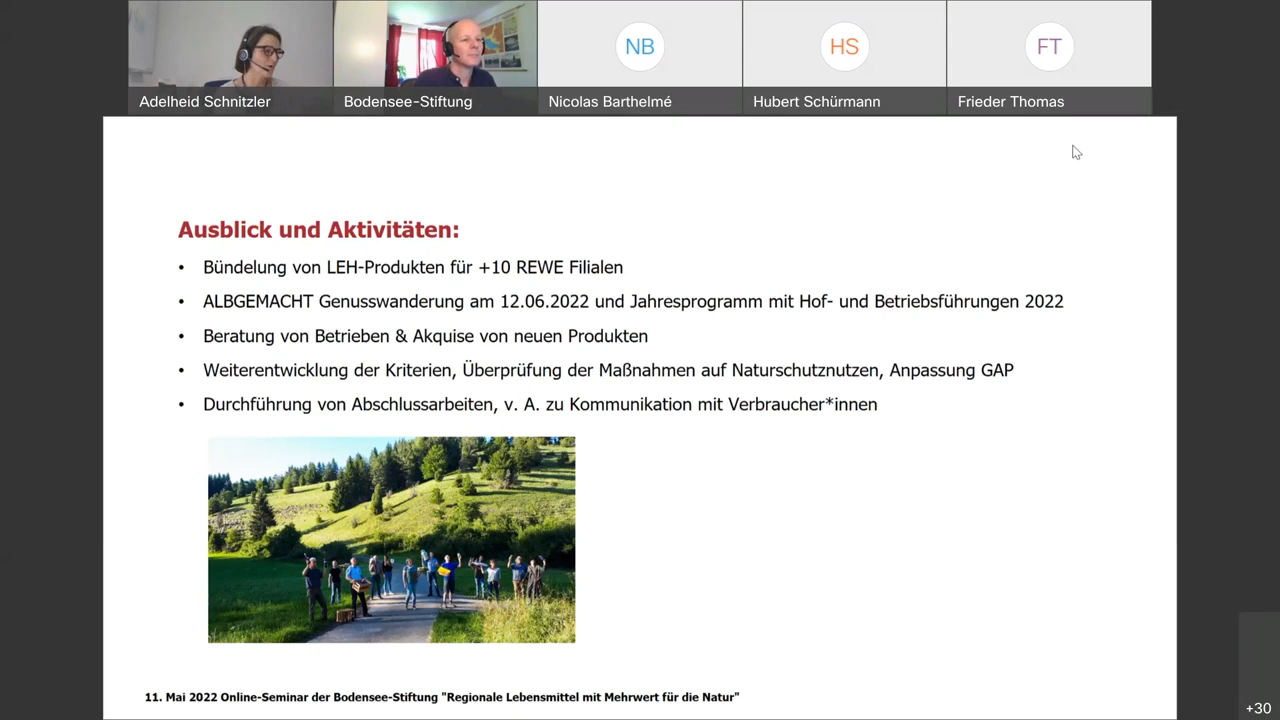 NB
HS
FT
Adelheid Schnitzler
Bodensee-Stiftung
Nicolas Barthelmé
Hubert Schürmann
Frieder Thomas
Ausblick und Aktivitäten:
• Bündelung von LEH-Produkten für +10 REWE Filialen
• ALBGEMACHT Genusswanderung am 12.06.2022 und Jahresprogramm mit Hof- und Betriebsführungen 2022
• Beratung von Betrieben & Akquise von neuen Produkten
• Weiterentwicklung der Kriterien, Überprüfung der Maßnahmen auf Naturschutznutzen, Anpassung GAP
• Durchführung von Abschlussarbeiten, v. A. zu Kommunikation mit Verbraucher*innen
11. Mai 2022 Online-Seminar der Bodensee-Stiftung "Regionale Lebensmittel mit Mehrwert für die Natur"
+30